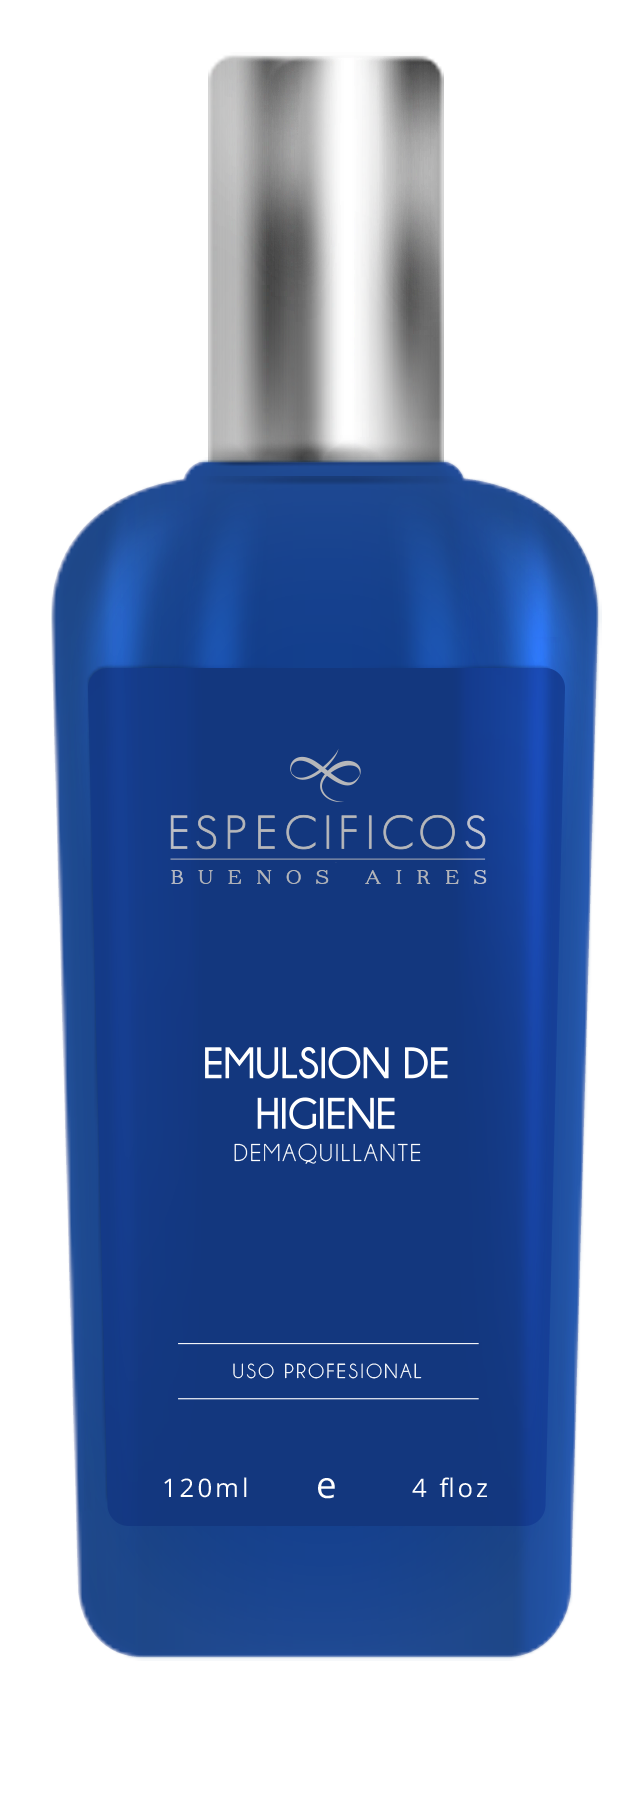 ESPECIFICOS
BUENOS AIRES
EMULSION DE
HIGIENE
DEMAQUILLANTE
USO PROFESIONAL
120ml e 4 floz